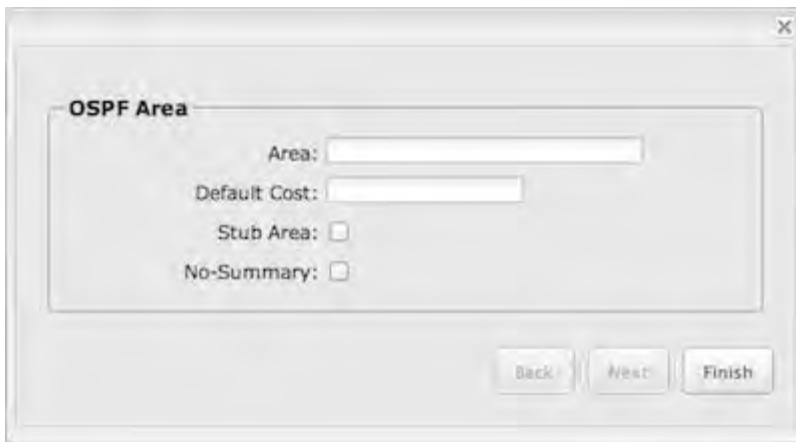 OSPF Area
Area:
Default Cost:
Stub Area:
No-Summary:
Back Next Finish